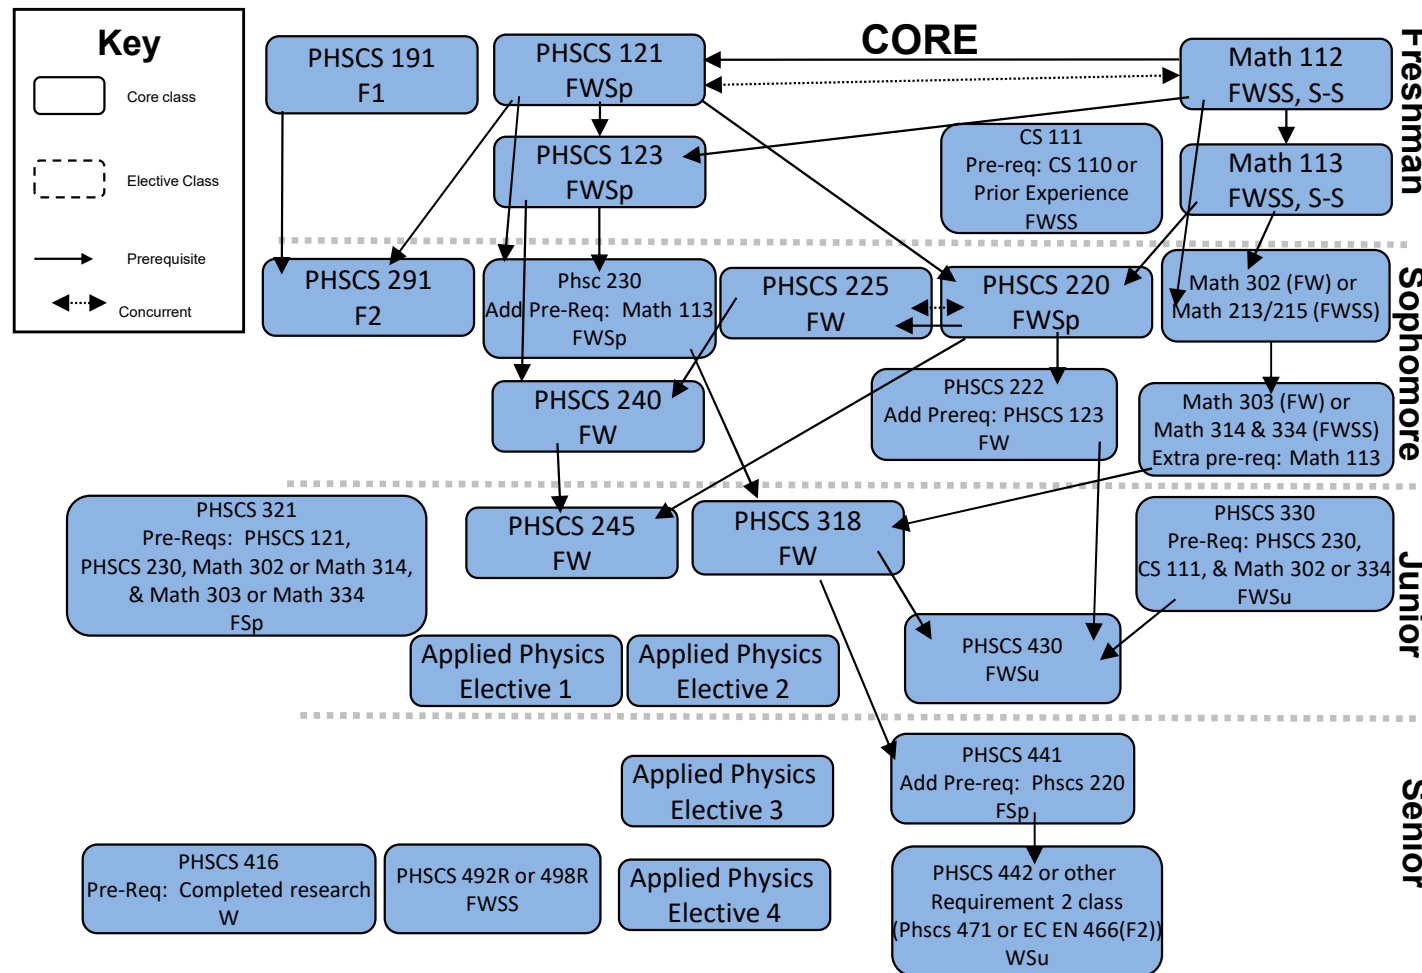 Key
Core class
Elective Class
Prerequisite
Concurrent
CORE
Freshman
PHSCS 191
F1
PHSCS 121
FWSp
Math 112
FWSS, S-S
PHSCS 123
FWSp
CS 111
Pre-req: CS 110 or
Prior Experience
FWSS
Math 113
FWSS, S-S
Sophomore
PHSCS 291
F2
Phsc 230
Add Pre-Req: Math 113
FWSp
PHSCS 225
FW
PHSCS 220
FWSp
Math 302 (FW) or
Math 213/215 (FWSS)
PHSCS 240
FW
PHSCS 222
Add Prereq: PHSCS 123
FW
Math 303 (FW) or
Math 314 & 334 (FWSS)
Extra pre-req: Math 113
Junior
PHSCS 321
Pre-Reqs: PHSCS 121,
PHSCS 230, Math 302 or Math 314,
& Math 303 or Math 334
FSp
PHSCS 245
FW
PHSCS 318
FW
PHSCS 330
Pre-Req: PHSCS 230,
CS 111, & Math 302 or 334
FWSu
Applied Physics
Elective 1
Applied Physics
Elective 2
PHSCS 430
FWSu
Senior
Applied Physics
Elective 3
PHSCS 441
Add Pre-req: Phscs 220
FSp
PHSCS 416
Pre-Req: Completed research
W
PHSCS 492R or 498R
FWSS
Applied Physics
Elective 4
PHSCS 442 or other
Requirement 2 class
(Phscs 471 or EC EN 466(F2))
WSu